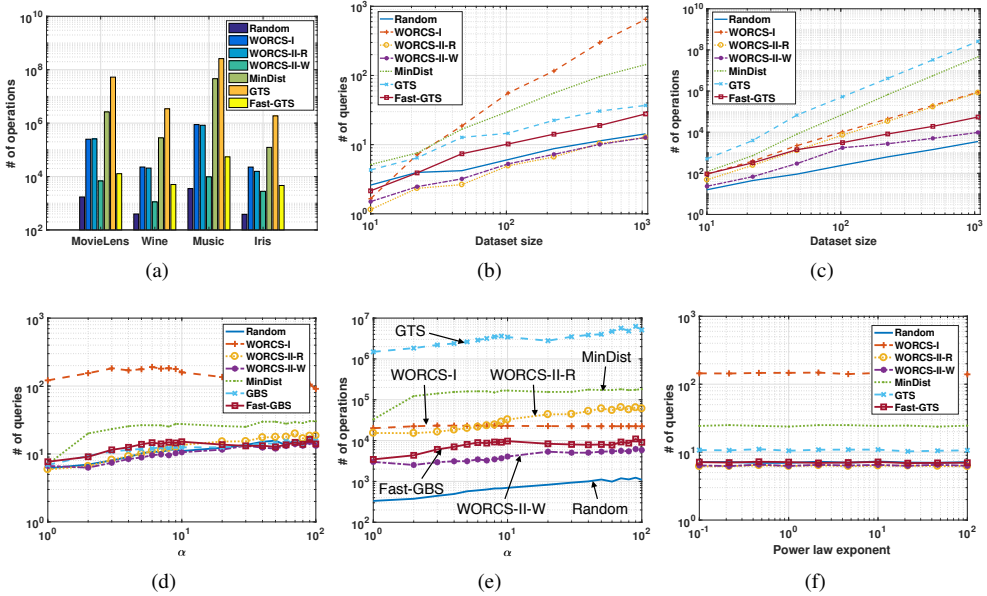 # of operations
10^10
10^8
10^6
10^4
10^2
MovieLens Wine Music Iris
Random
WORCS-I
WORCS-II-R
WORCS-II-W
MinDist
GTS
Fast-GTS
(a)
# of queries
10^3
10^2
10^1
10^0
10^1 10^2 10^3
Dataset size
Random
WORCS-I
WORCS-II-R
WORCS-II-W
MinDist
GTS
Fast-GTS
(b)
# of operations
10^10
10^8
10^6
10^4
10^2
10^0
10^1 10^2 10^3
Dataset size
Random
WORCS-I
WORCS-II-R
WORCS-II-W
MinDist
GTS
Fast-GTS
(c)
# of queries
10^3
10^2
10^1
10^0
10^0 10^1 10^2
α
Random
WORCS-I
WORCS-II-R
WORCS-II-W
MinDist
GBS
Fast-GBS
(d)
# of operations
10^7
10^6
10^5
10^4
10^3
10^2
10^0 10^1 10^2
α
GTS
MinDist
WORCS-I
WORCS-II-R
Fast-GBS
WORCS-II-W
Random
(e)
# of queries
10^3
10^2
10^1
10^0
10^-1 10^0 10^1 10^2
Power law exponent
Random
WORCS-I
WORCS-II-R
WORCS-II-W
MinDist
GTS
Fast-GTS
(f)